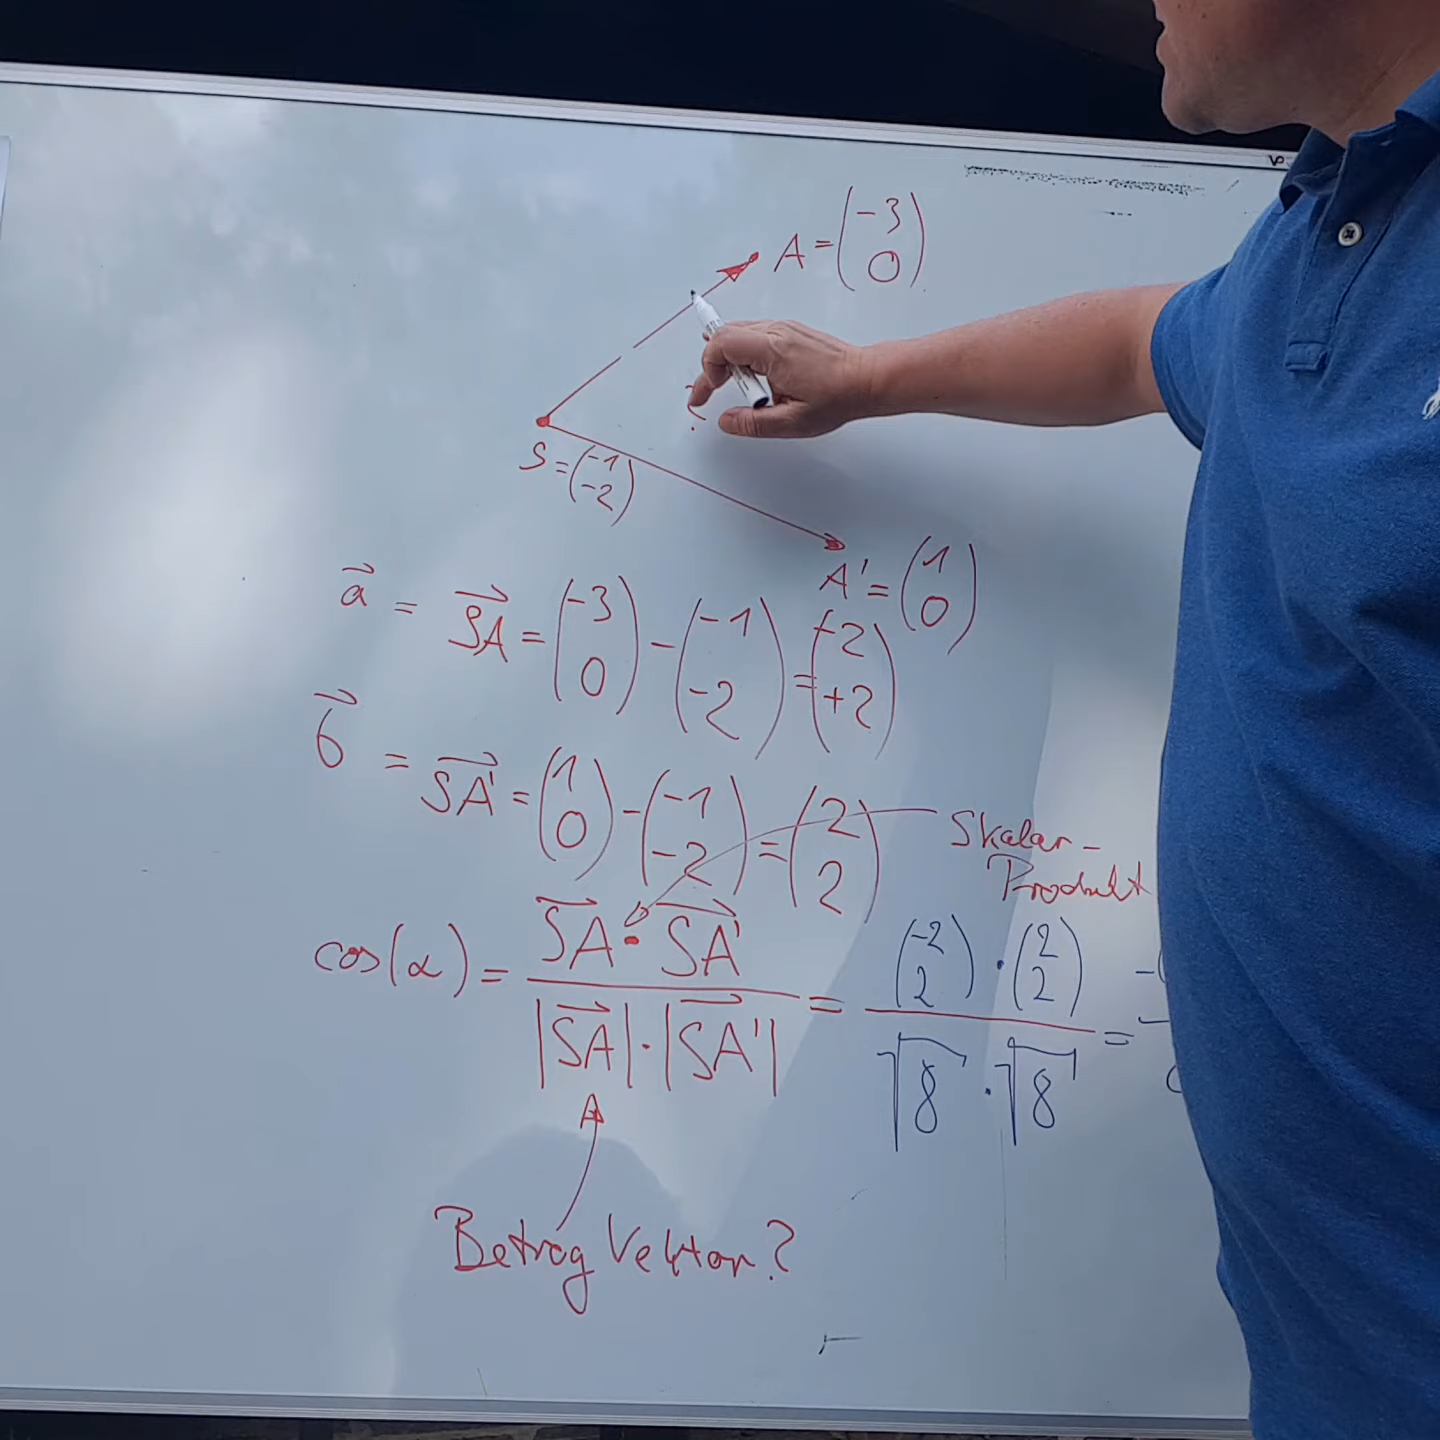 A = (-3 0)
?
S = (-1 -2)
A' = (1 0)
a⃗ = SA⃗ = (-3 0) - (-1 -2) = (-2 +2)
b⃗ = SA'⃗ = (1 0) - (-1 -2) = (2 2)
Skalar-
Produkt
cos(α) = SA⃗ · SA'⃗ / |SA⃗| · |SA'⃗| = (-2 2) · (2 2) / √8 · √8 = -
Betrag Vektor?